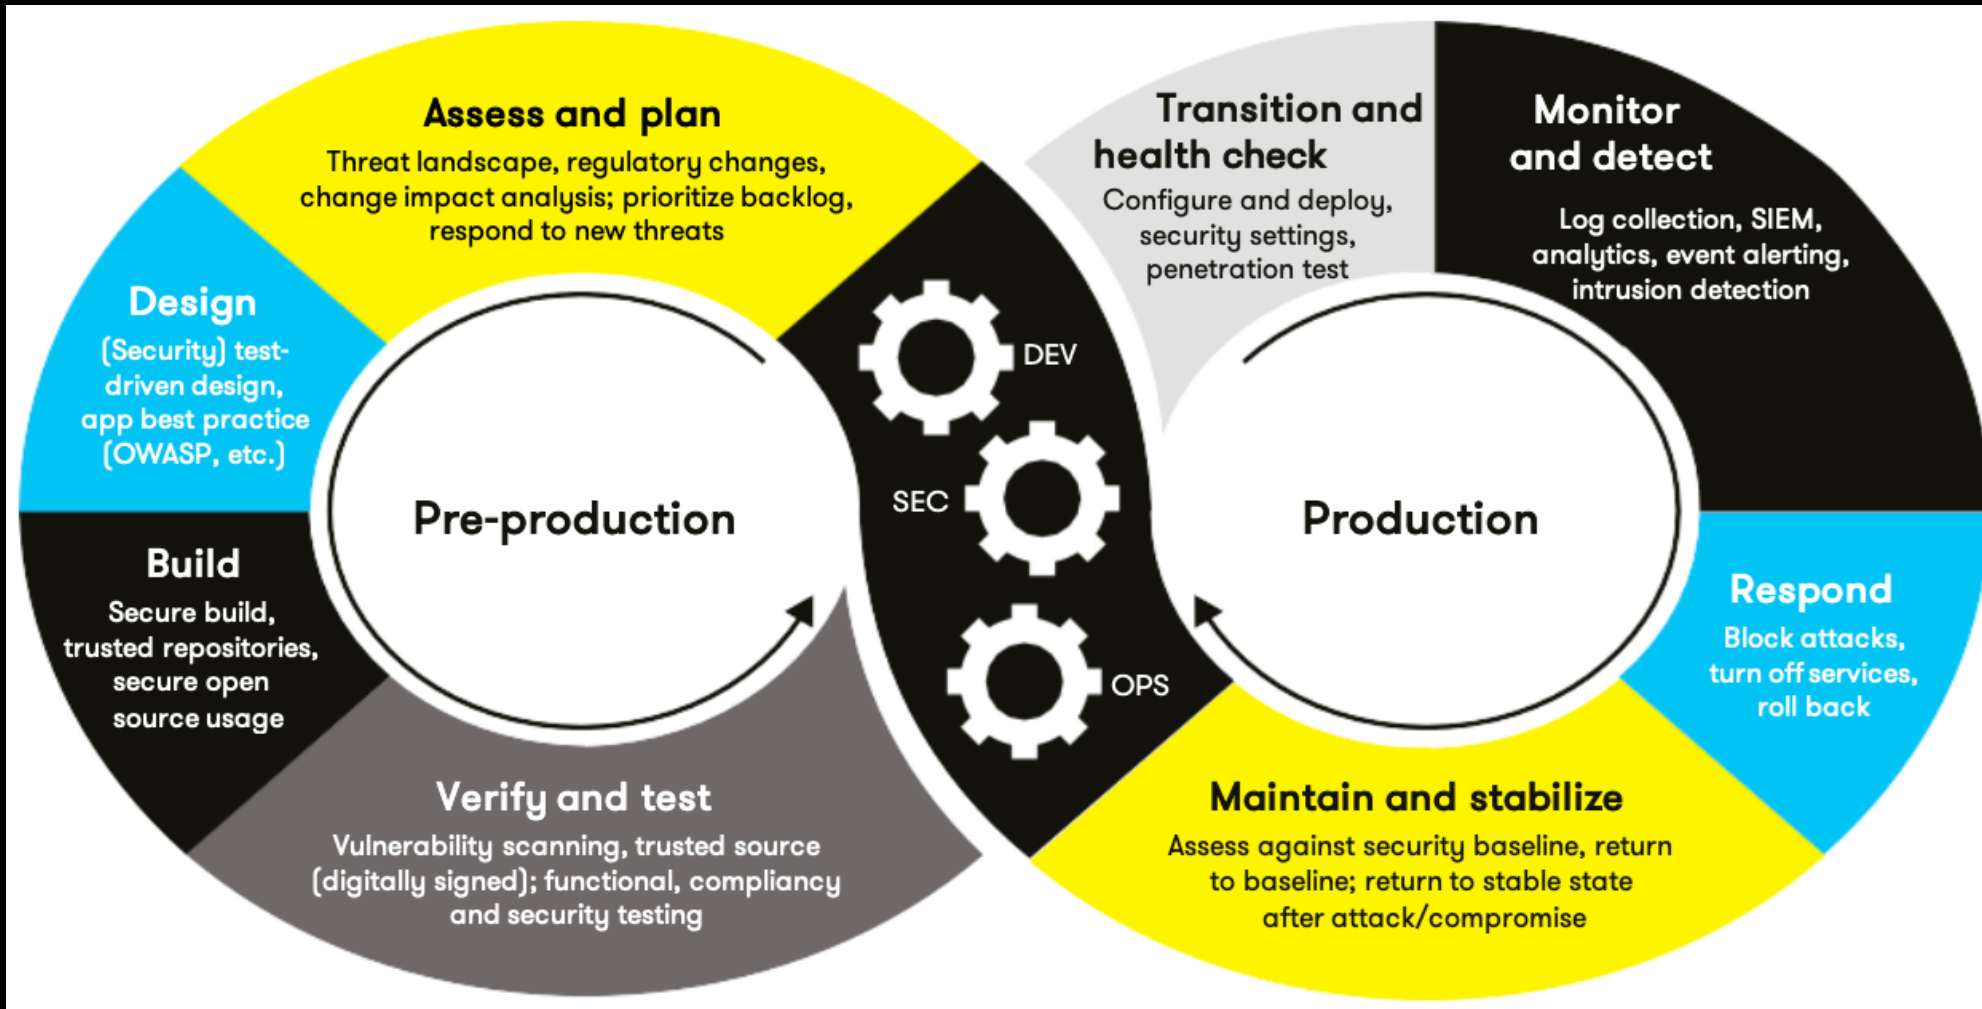 Assess and plan
Threat landscape, regulatory changes,
change impact analysis; prioritize backlog,
respond to new threats
Design
(Security) test-
driven design,
app best practice
(OWASP, etc.)
Build
Secure build,
trusted repositories,
secure open
source usage
Verify and test
Vulnerability scanning, trusted source
(digitally signed); functional, compliancy
and security testing
Pre-production
DEV
SEC
OPS
Transition and
health check
Configure and deploy,
security settings,
penetration test
Monitor
and detect
Log collection, SIEM,
analytics, event alerting,
intrusion detection
Respond
Block attacks,
turn off services,
roll back
Maintain and stabilize
Assess against security baseline, return
to baseline; return to stable state
after attack/compromise
Production